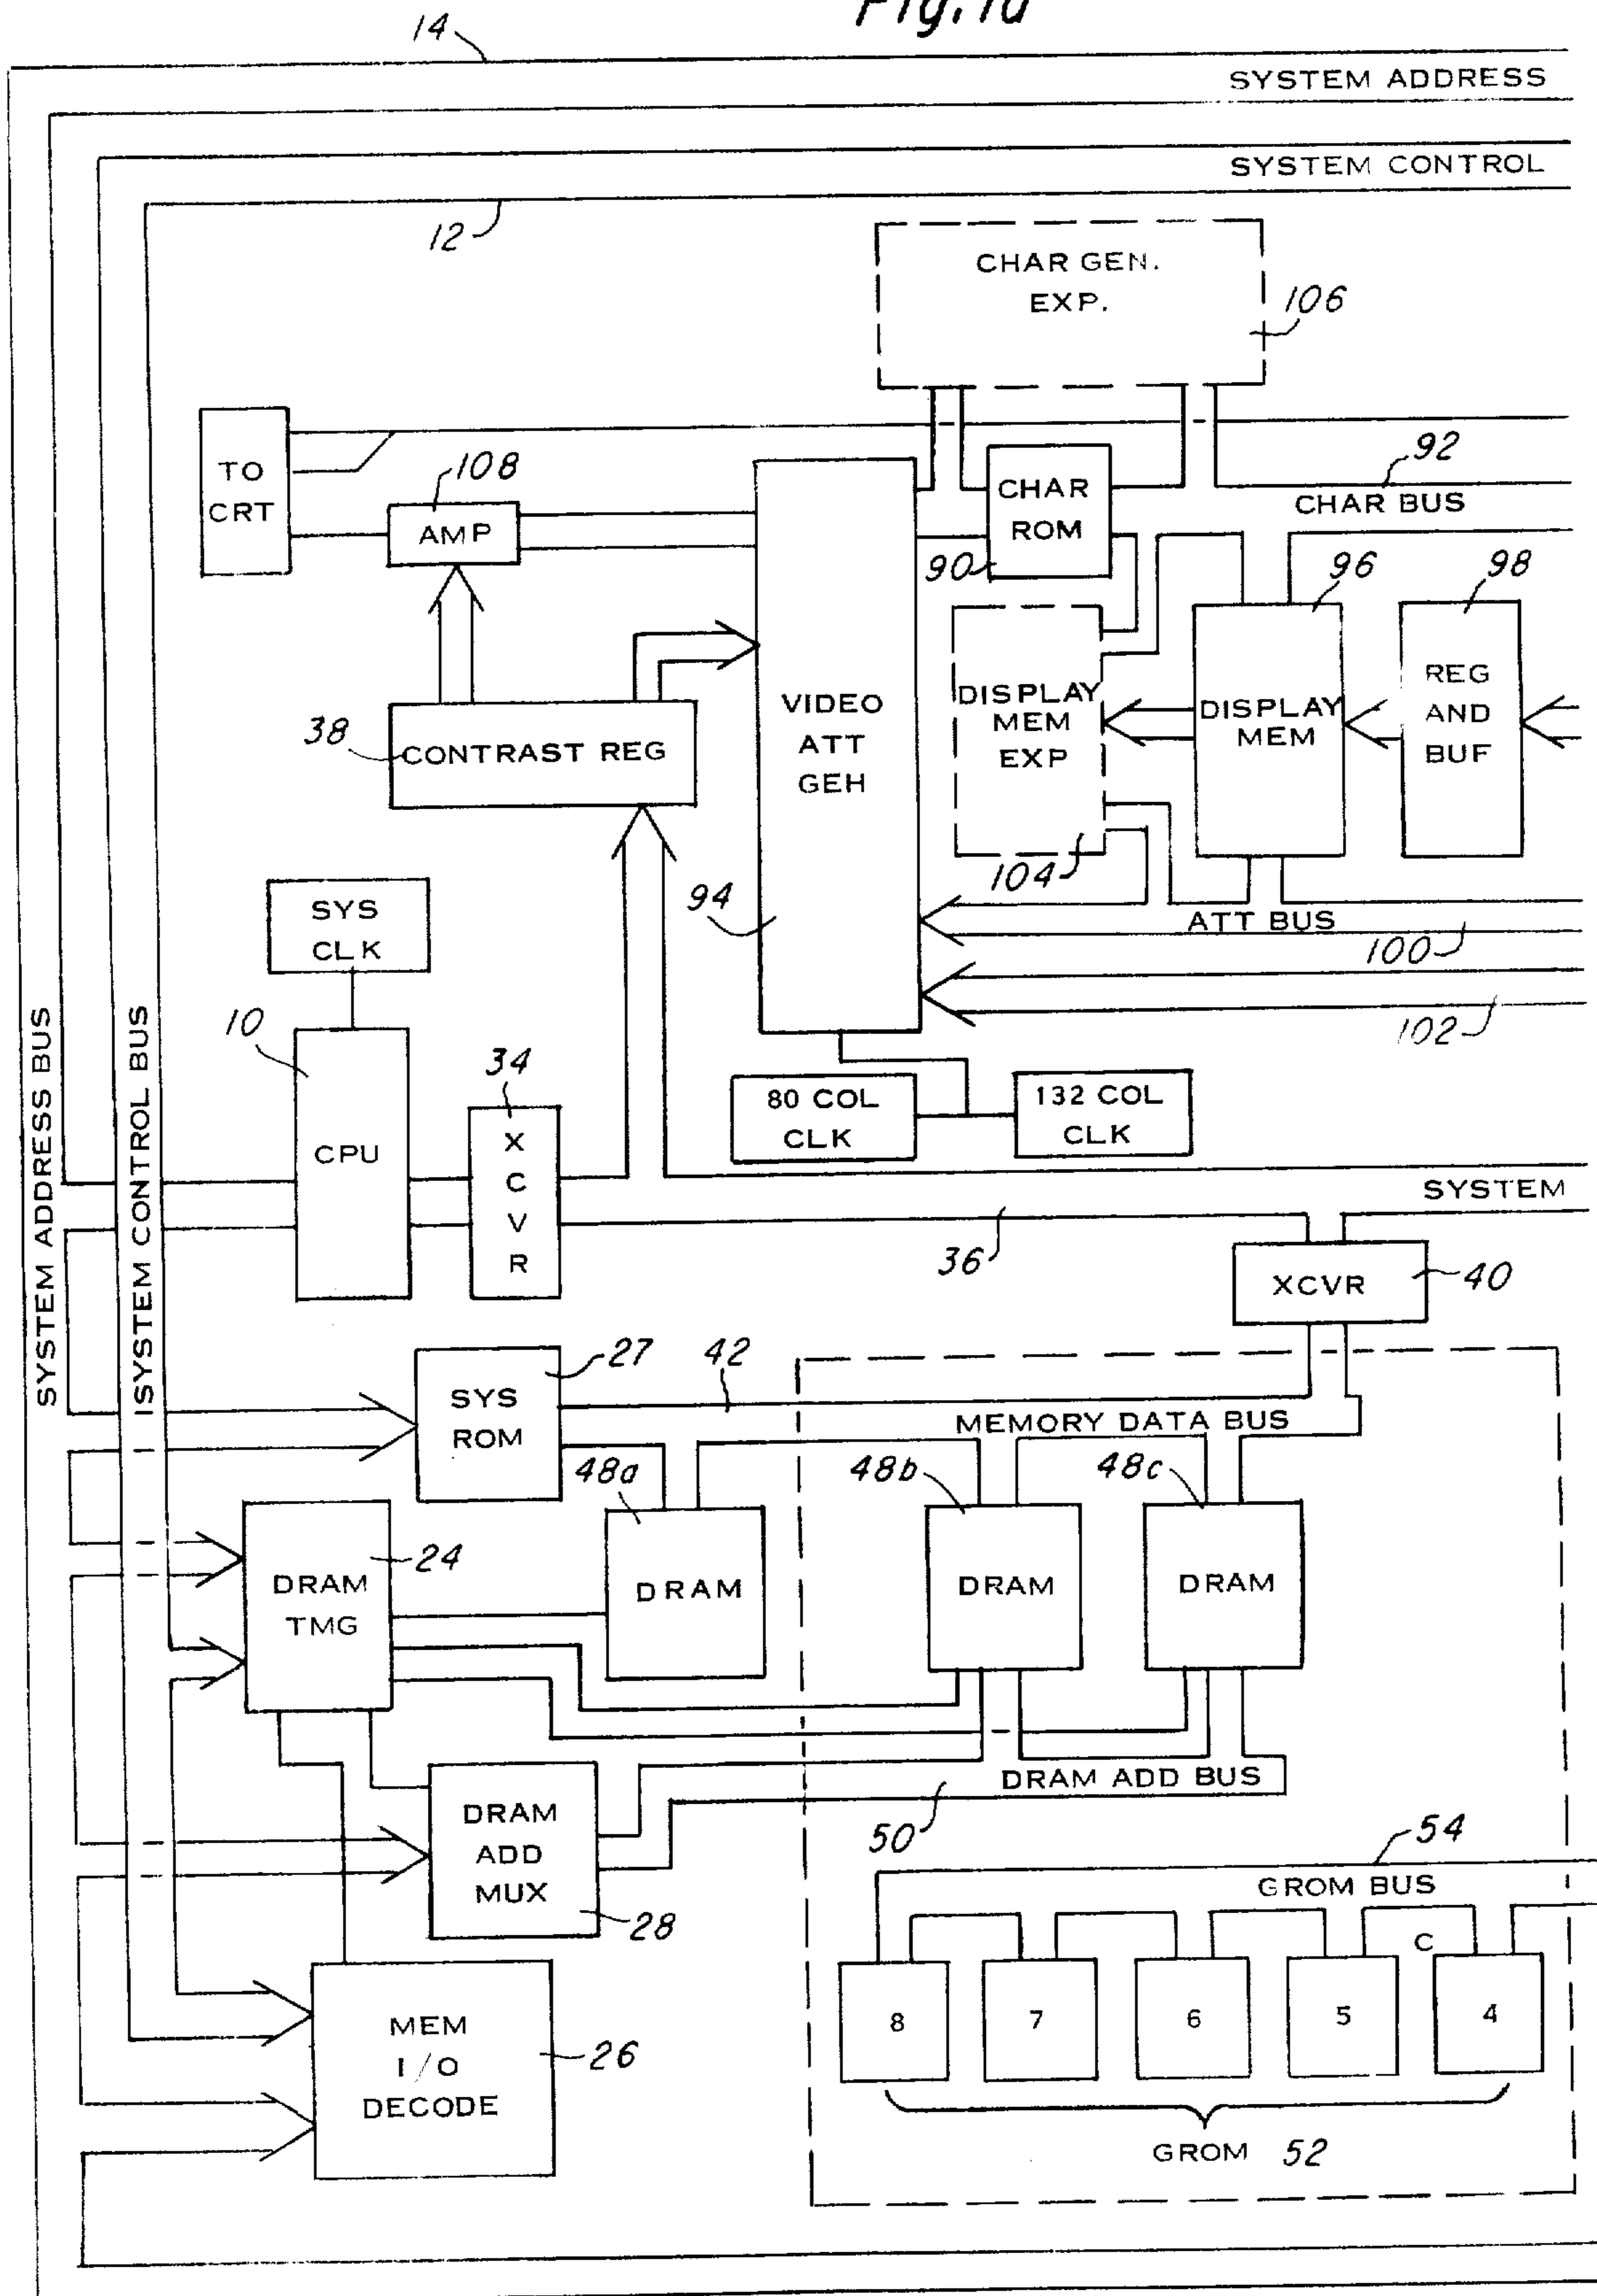 Fig. 1a
14
SYSTEM ADDRESS
SYSTEM CONTROL
12
CHAR GEN.
EXP.
106
TO
CRT
108
AMP
CHAR
ROM
90
92
CHAR BUS
96
98
38
CONTRAST REG
VIDEO
ATT
GEH
DISPLAY
MEM
EXP
DISPLAY
MEM
REG
AND
BUF
104
94
ATT BUS
100
102
SYS
CLK
10
CPU
34
X
C
V
R
80 COL
CLK
132 COL
CLK
SYSTEM
36
XCVR
40
SYSTEM ADDRESS BUS
SYSTEM CONTROL BUS
SYS
ROM
27
42
MEMORY DATA BUS
48a
48b
48c
DRAM
TMG
24
DRAM
DRAM
DRAM
DRAM ADD BUS
50
DRAM
ADD
MUX
28
54
GROM BUS
C
8
7
6
5
4
GROM 52
MEM
I/O
DECODE
26